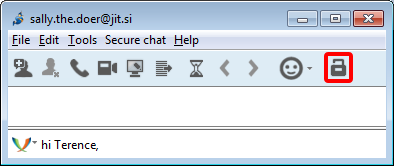 sally.the.doer@jit.si
File Edit Tools Secure chat Help
hi Terence,